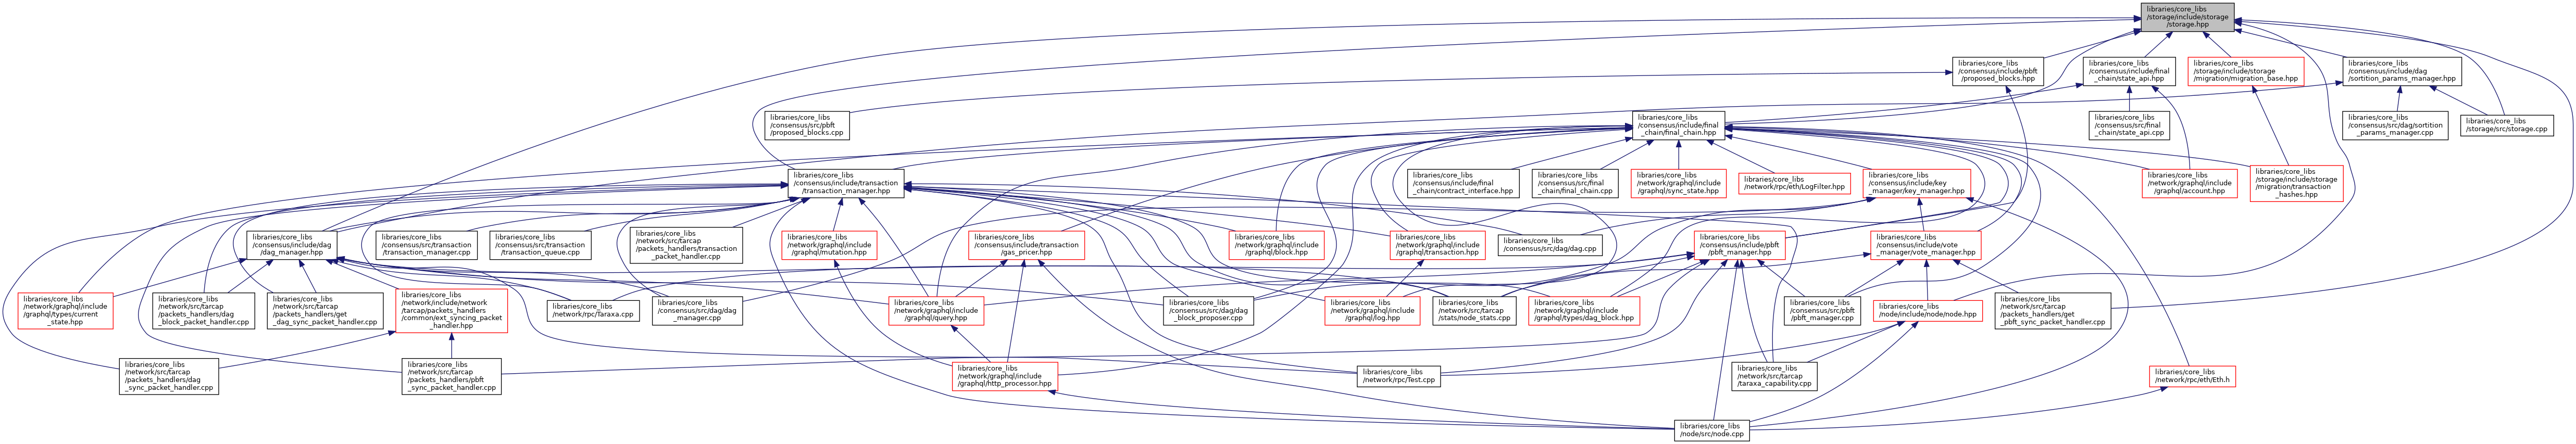 libraries/core_libs
/storage/include/storage
/storage.hpp
libraries/core_libs
/consensus/include/pbft
/proposed_blocks.hpp
libraries/core_libs
/consensus/include/final
_chain/state_api.hpp
libraries/core_libs
/storage/include/storage
/migration/migration_base.hpp
libraries/core_libs
/consensus/include/dag
/sortition_params_manager.hpp
libraries/core_libs
/consensus/src/pbft
/proposed_blocks.cpp
libraries/core_libs
/consensus/include/final
_chain/final_chain.hpp
libraries/core_libs
/consensus/src/final
_chain/state_api.cpp
libraries/core_libs
/consensus/src/dag/sortition
_params_manager.cpp
libraries/core_libs
/storage/src/storage.cpp
libraries/core_libs
/consensus/include/transaction
/transaction_manager.hpp
libraries/core_libs
/consensus/include/final
_chain/contract_interface.hpp
libraries/core_libs
/consensus/src/final
_chain/final_chain.cpp
libraries/core_libs
/network/graphql/include
/graphql/sync_state.hpp
libraries/core_libs
/network/rpc/eth/LogFilter.hpp
libraries/core_libs
/consensus/include/key
_manager/key_manager.hpp
libraries/core_libs
/network/graphql/include
/graphql/account.hpp
libraries/core_libs
/storage/include/storage
/migration/transaction
_hashes.hpp
libraries/core_libs
/consensus/include/dag
/dag_manager.hpp
libraries/core_libs
/consensus/src/transaction
/transaction_manager.cpp
libraries/core_libs
/consensus/src/transaction
/transaction_queue.cpp
libraries/core_libs
/network/src/tarcap
/packets_handlers/transaction
_packet_handler.cpp
libraries/core_libs
/network/graphql/include
/graphql/mutation.hpp
libraries/core_libs
/consensus/include/transaction
/gas_pricer.hpp
libraries/core_libs
/network/graphql/include
/graphql/block.hpp
libraries/core_libs
/network/graphql/include
/graphql/transaction.hpp
libraries/core_libs
/consensus/src/dag/dag.cpp
libraries/core_libs
/consensus/include/pbft
/pbft_manager.hpp
libraries/core_libs
/consensus/include/vote
_manager/vote_manager.hpp
libraries/core_libs
/network/graphql/include
/graphql/types/current
_state.hpp
libraries/core_libs
/network/src/tarcap
/packets_handlers/dag
_block_packet_handler.cpp
libraries/core_libs
/network/src/tarcap
/packets_handlers/get
_dag_sync_packet_handler.cpp
libraries/core_libs
/network/include/network
/tarcap/packets_handlers
/common/ext_syncing_packet
_handler.hpp
libraries/core_libs
/network/rpc/Taraxa.cpp
libraries/core_libs
/consensus/src/dag/dag
_manager.cpp
libraries/core_libs
/network/graphql/include
/graphql/query.hpp
libraries/core_libs
/consensus/src/dag/dag
_block_proposer.cpp
libraries/core_libs
/network/graphql/include
/graphql/log.hpp
libraries/core_libs
/network/src/tarcap
/stats/node_stats.cpp
libraries/core_libs
/network/graphql/include
/graphql/types/dag_block.hpp
libraries/core_libs
/consensus/src/pbft
/pbft_manager.cpp
libraries/core_libs
/node/include/node/node.hpp
libraries/core_libs
/network/src/tarcap
/packets_handlers/get
_pbft_sync_packet_handler.cpp
libraries/core_libs
/network/src/tarcap
/packets_handlers/dag
_sync_packet_handler.cpp
libraries/core_libs
/network/src/tarcap
/packets_handlers/pbft
_sync_packet_handler.cpp
libraries/core_libs
/network/graphql/include
/graphql/http_processor.hpp
libraries/core_libs
/network/rpc/Test.cpp
libraries/core_libs
/network/src/tarcap
/taraxa_capability.cpp
libraries/core_libs
/network/rpc/eth/Eth.h
libraries/core_libs
/node/src/node.cpp